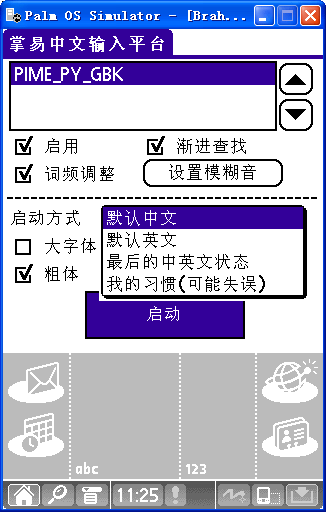 Palm OS Simulator - [Brah
掌易中文输入平台
PIME_PY_GBK
启用 渐进查找
词频调整 设置模糊音
启动方式 默认中文
默认英文
大字体 最后的中英文状态
粗体 我的习惯(可能失误)
启动
abc 123
11:25